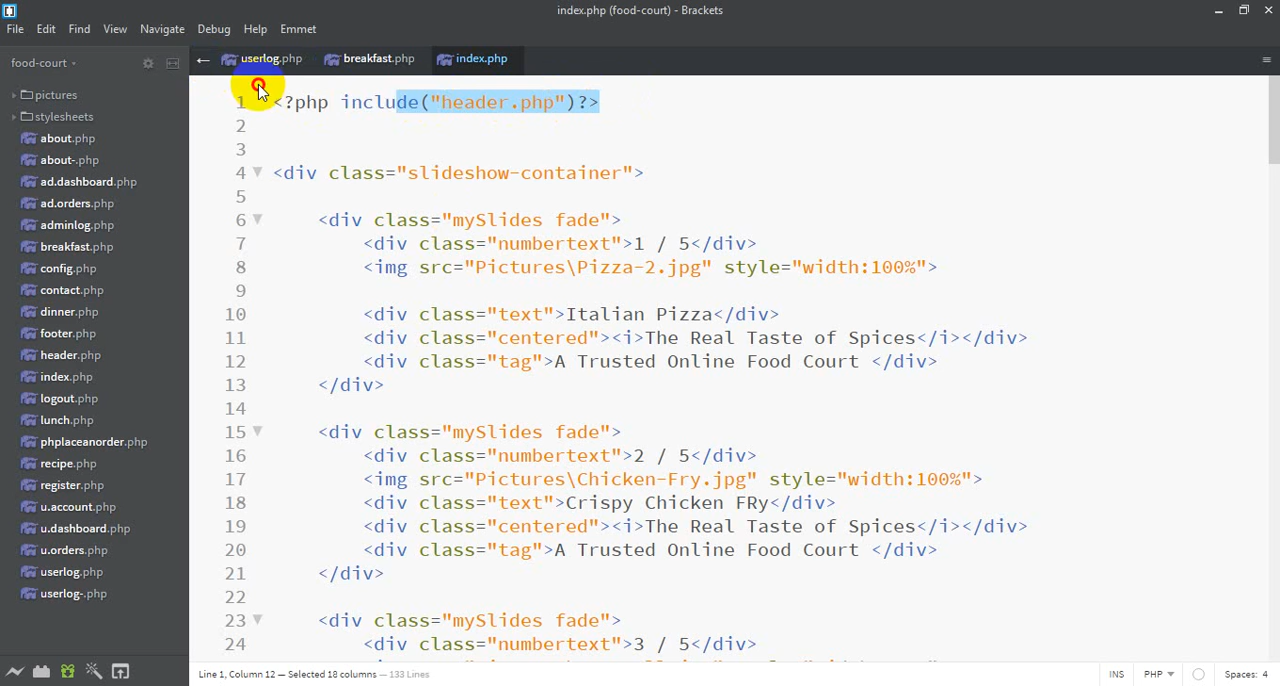 index.php (food-court) - Brackets
File Edit Find View Navigate Debug Help Emmet
food-court
userlog.php breakfast.php index.php
pictures
stylesheets
about.php
about-.php
ad.dashboard.php
ad.orders.php
adminlog.php
breakfast.php
config.php
contact.php
dinner.php
footer.php
header.php
index.php
logout.php
lunch.php
phplaceanorder.php
recipe.php
register.php
u.account.php
u.dashboard.php
u.orders.php
userlog.php
userlog-.php
1 <?php include("header.php")?>
2
3
4 <div class="slideshow-container">
5
6 <div class="mySlides fade">
7 <div class="numbertext">1 / 5</div>
8 <img src="Pictures\Pizza-2.jpg" style="width:100%">
9
10 <div class="text">Italian Pizza</div>
11 <div class="centered"><i>The Real Taste of Spices</i></div>
12 <div class="tag">A Trusted Online Food Court </div>
13 </div>
14
15 <div class="mySlides fade">
16 <div class="numbertext">2 / 5</div>
17 <img src="Pictures\Chicken-Fry.jpg" style="width:100%">
18 <div class="text">Crispy Chicken FRy</div>
19 <div class="centered"><i>The Real Taste of Spices</i></div>
20 <div class="tag">A Trusted Online Food Court </div>
21 </div>
22
23 <div class="mySlides fade">
24 <div class="numbertext">3 / 5</div>
Line 1, Column 12 — Selected 18 columns — 133 Lines
INS PHP Spaces: 4